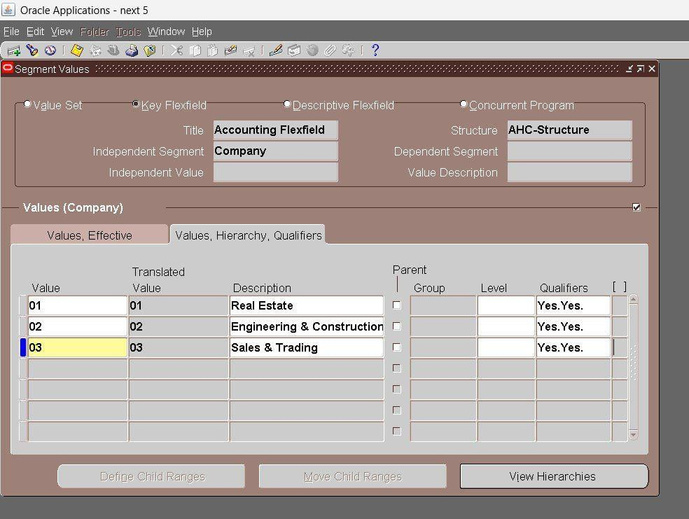 Oracle Applications - next 5
File Edit View Folder Tools Window Help
Segment Values
Value Set Key Flexfield Descriptive Flexfield Concurrent Program
Title Accounting Flexfield Structure AHC-Structure
Independent Segment Company Dependent Segment
Independent Value Value Description
Values (Company)
Values, Effective Values, Hierarchy, Qualifiers
Translated Parent
Value Value Description Group Level Qualifiers [ ]
01 01 Real Estate Yes.Yes.
02 02 Engineering & Construction Yes.Yes.
03 03 Sales & Trading Yes.Yes.
Define Child Ranges Move Child Ranges View Hierarchies